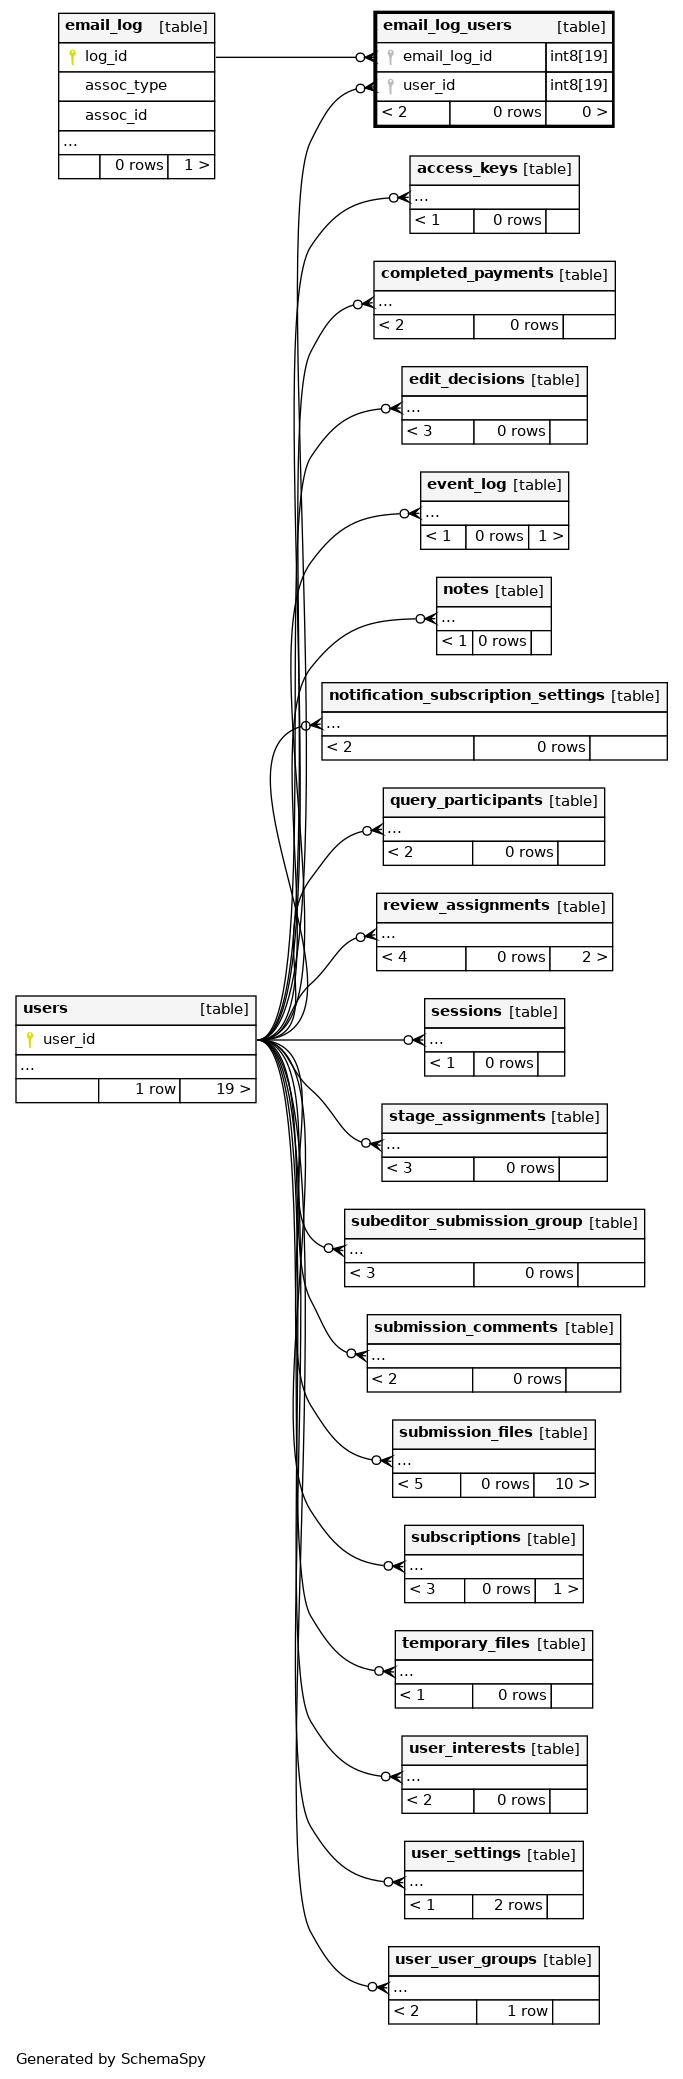 email_log [table]
log_id
assoc_type
assoc_id
...
0 rows 1 >
email_log_users [table]
email_log_id int8[19]
user_id int8[19]
< 2 0 rows 0 >
access_keys [table]
...
< 1 0 rows
completed_payments [table]
...
< 2 0 rows
edit_decisions [table]
...
< 3 0 rows
event_log [table]
...
< 1 0 rows 1 >
notes [table]
...
< 1 0 rows
notification_subscription_settings [table]
...
< 2 0 rows
query_participants [table]
...
< 2 0 rows
review_assignments [table]
...
< 4 0 rows 2 >
users [table]
user_id
...
1 row 19 >
sessions [table]
...
< 1 0 rows
stage_assignments [table]
...
< 3 0 rows
subeditor_submission_group [table]
...
< 3 0 rows
submission_comments [table]
...
< 2 0 rows
submission_files [table]
...
< 5 0 rows 10 >
subscriptions [table]
...
< 3 0 rows 1 >
temporary_files [table]
...
< 1 0 rows
user_interests [table]
...
< 2 0 rows
user_settings [table]
...
< 1 2 rows
user_user_groups [table]
...
< 2 1 row
Generated by SchemaSpy